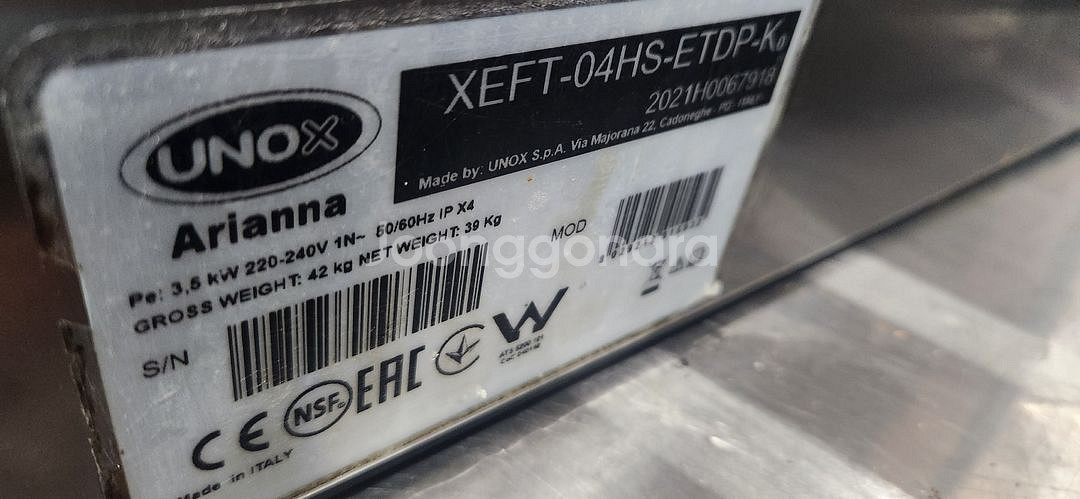 XEFT-04HS-ETDP-K₀
2021H0067918
Made by: UNOX S.p.A. Via Majorana 22, Cadoneghe - PD- ITALY
UNOX
Arianna
Pe: 3,5 kW 220-240V 1N~ 50/60Hz IP X4
GROSS WEIGHT: 42 kg NET WEIGHT: 39 Kg
MOD
S/N
CE NSF EAC W
Made in ITALY
Joonggonara